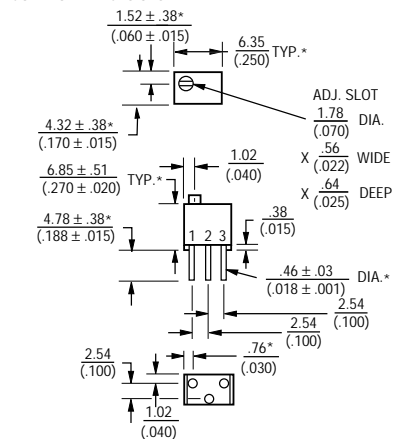 1.52 ± .38*
(.060 ± .015)
6.35
(.250)
TYP.*
ADJ. SLOT
1.78
(.070)
DIA.
X .56
(.022)
WIDE
X .64
(.025)
DEEP
4.32 ± .38*
(.170 ± .015)
6.85 ± .51
(.270 ± .020)
TYP.*
1.02
(.040)
4.78 ± .38*
(.188 ± .015)
.38
(.015)
1 2 3
.46 ± .03
(.018 ± .001)
DIA.*
2.54
(.100)
2.54
(.100)
2.54
(.100)
.76*
(.030)
1.02
(.040)